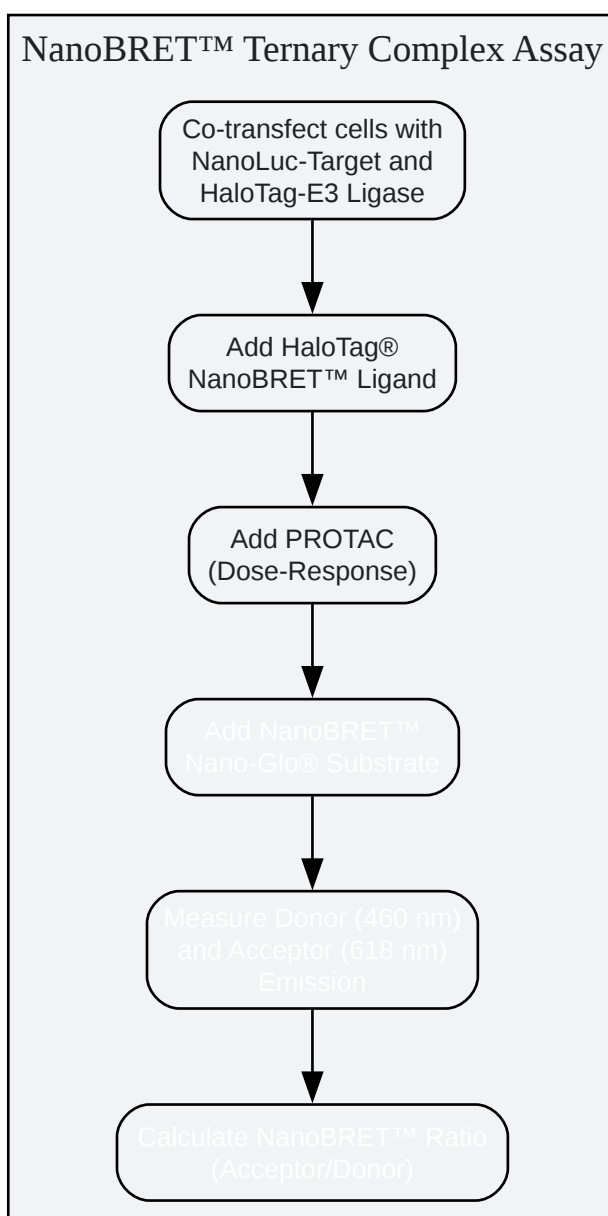 NanoBRET™ Ternary Complex Assay
Co-transfect cells with
NanoLuc-Target and
HaloTag-E3 Ligase
Add HaloTag®
NanoBRET™ Ligand
Add PROTAC
(Dose-Response)
Add NanoBRET™
Nano-Glo® Substrate
Measure Donor (460 nm)
and Acceptor (618 nm)
Emission
Calculate NanoBRET™ Ratio
(Acceptor/Donor)